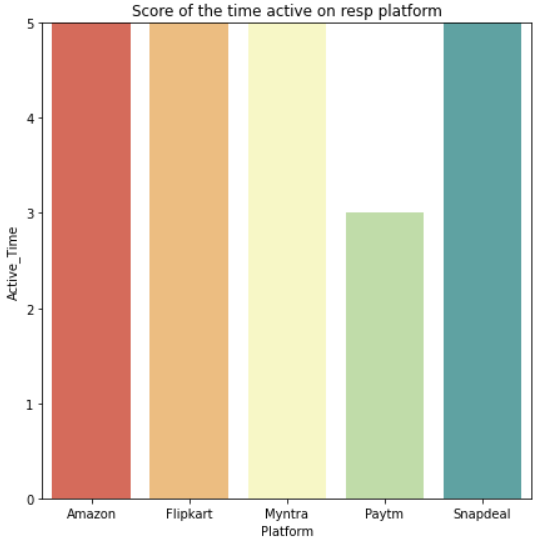 Score of the time active on resp platform
5
4
3
2
1
0
Active_Time
Amazon Flipkart Myntra Paytm Snapdeal
Platform